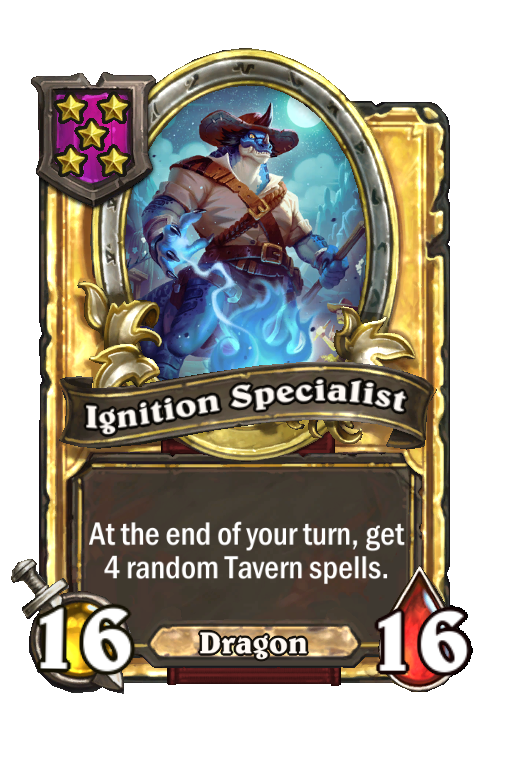 Ignition Specialist
At the end of your turn, get
4 random Tavern spells.
16
Dragon
16